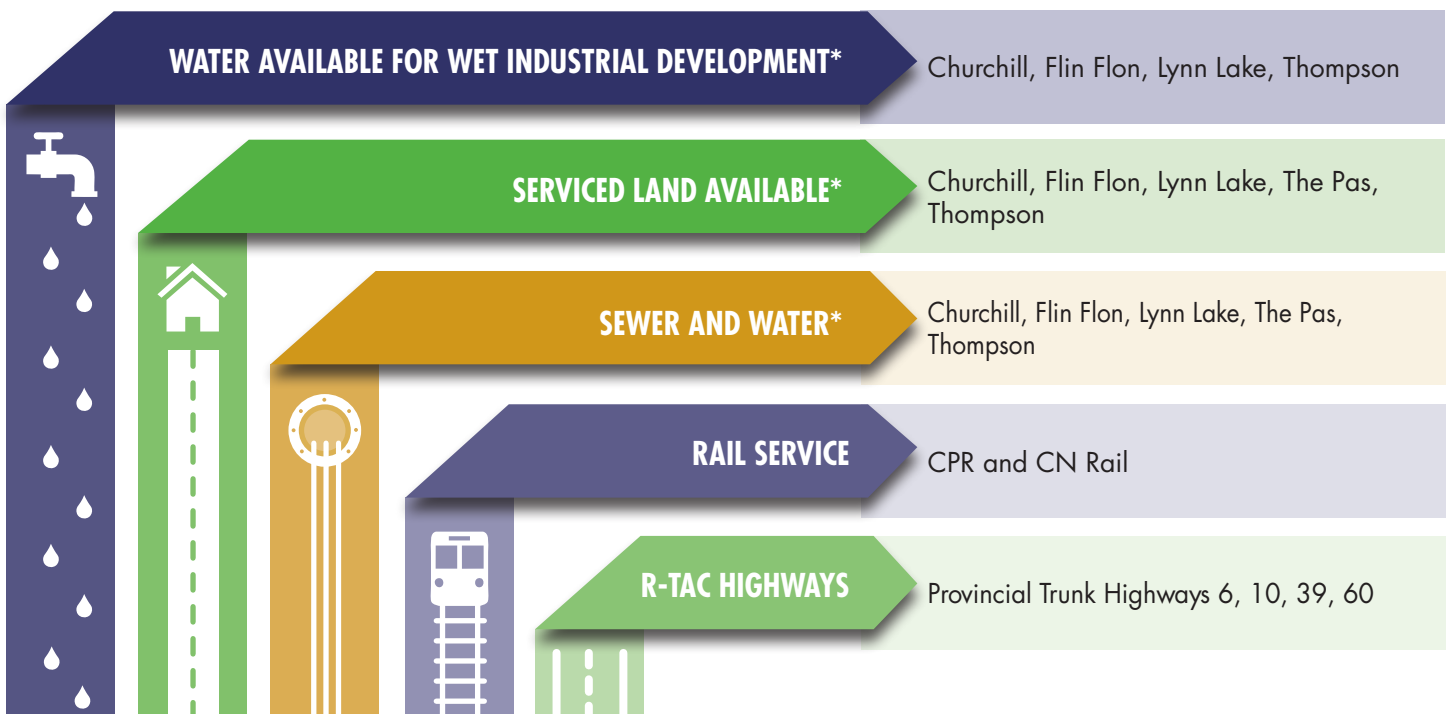 WATER AVAILABLE FOR WET INDUSTRIAL DEVELOPMENT*
Churchill, Flin Flon, Lynn Lake, Thompson
SERVICED LAND AVAILABLE*
Churchill, Flin Flon, Lynn Lake, The Pas,
Thompson
SEWER AND WATER*
Churchill, Flin Flon, Lynn Lake, The Pas,
Thompson
RAIL SERVICE
CPR and CN Rail
R-TAC HIGHWAYS
Provincial Trunk Highways 6, 10, 39, 60